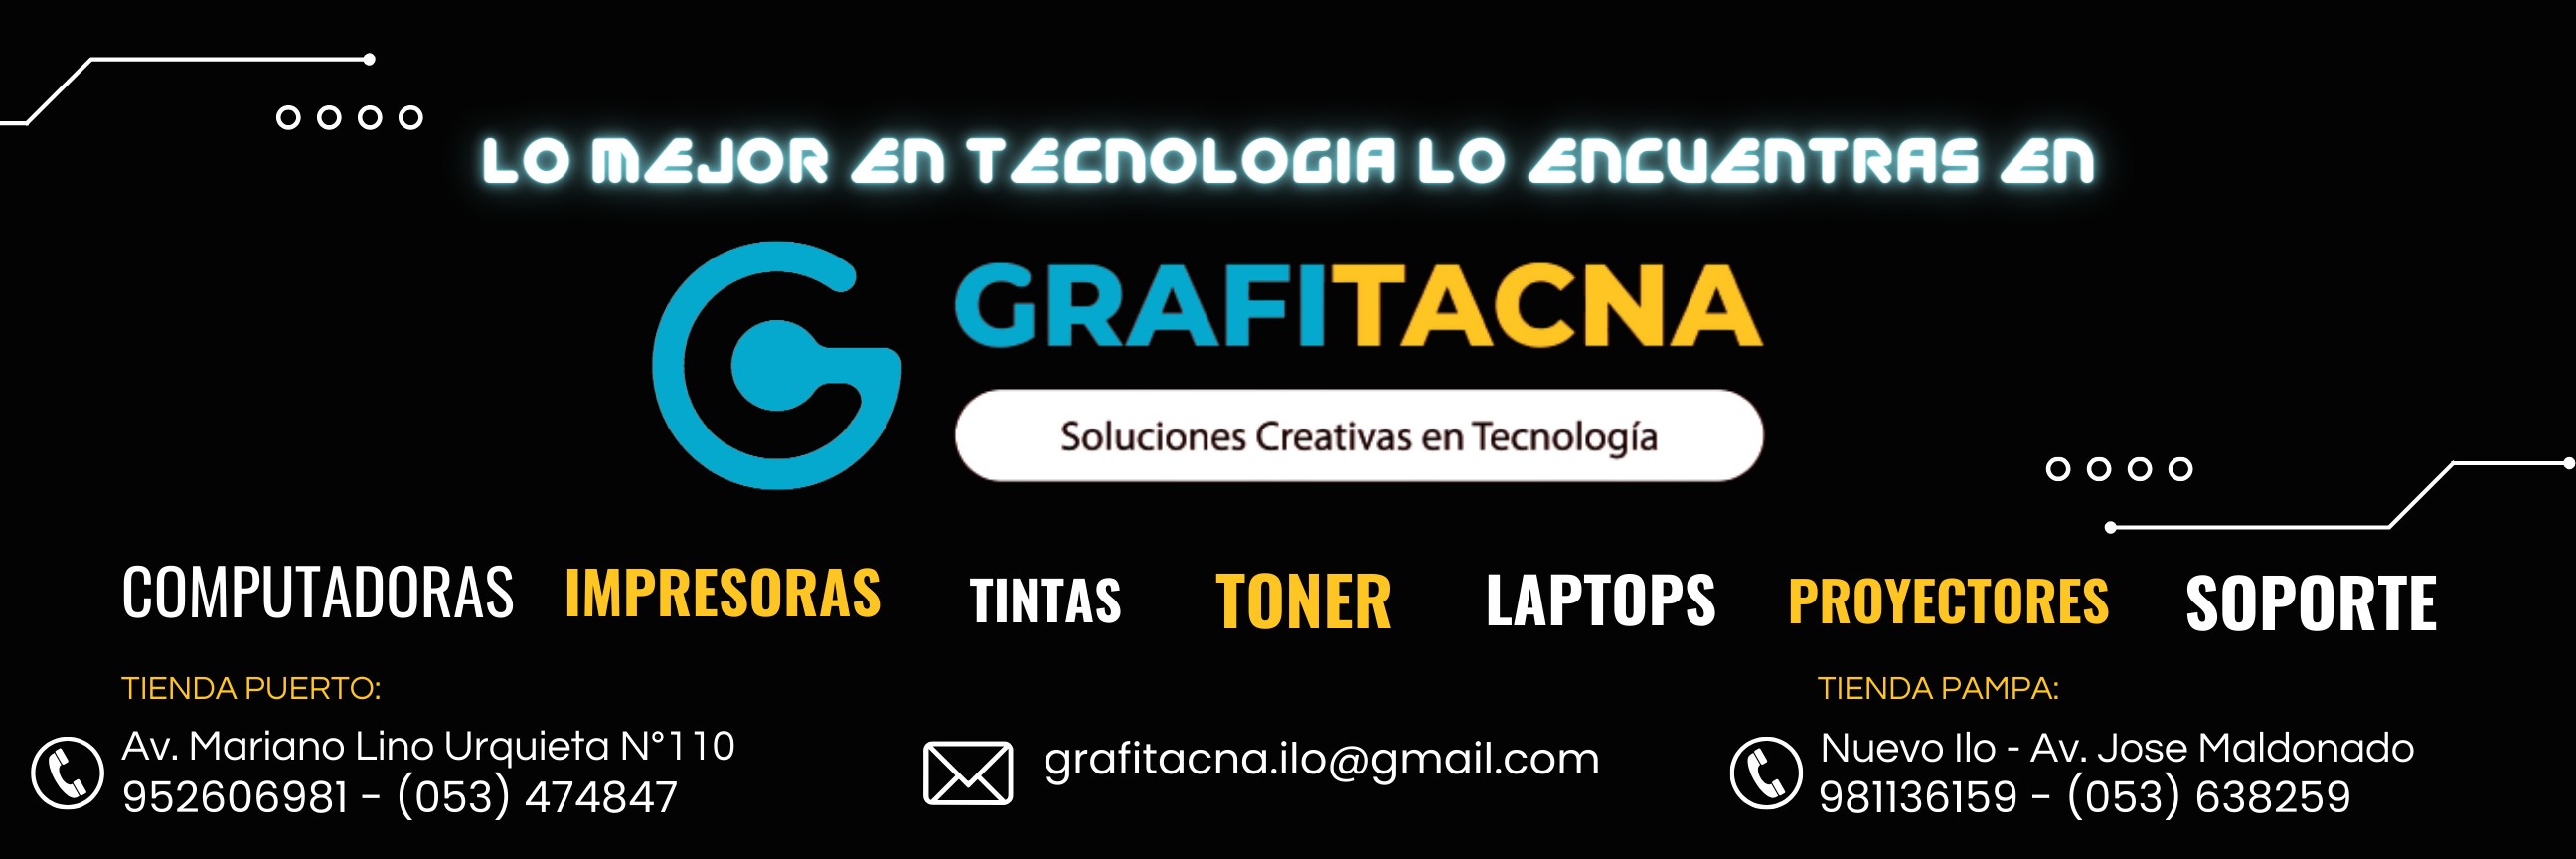 LO MEJOR EN TECNOLOGIA LO ENCUENTRAS EN
GRAFITACNA
Soluciones Creativas en Tecnología
COMPUTADORAS IMPRESORAS TINTAS TONER LAPTOPS PROYECTORES SOPORTE
TIENDA PUERTO:
Av. Mariano Lino Urquieta N°110
952606981 - (053) 474847
grafitacna.ilo@gmail.com
TIENDA PAMPA:
Nuevo Ilo - Av. Jose Maldonado
981136159 - (053) 638259